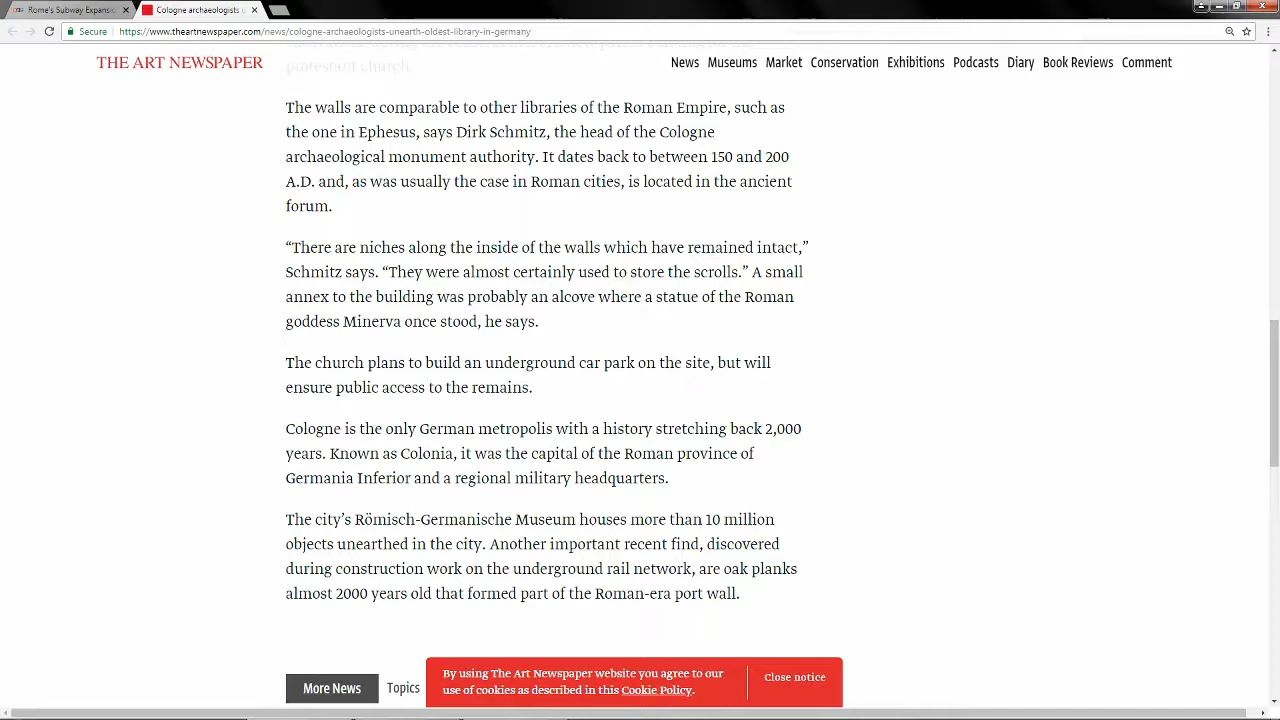 Rome's Subway Expans
Cologne archaeologists u
Secure
https://www.theartnewspaper.com/news/cologne-archaeologists-unearth-oldest-library-in-germany
THE ART NEWSPAPER
News Museums Market Conservation Exhibitions Podcasts Diary Book Reviews Comment
protestant church.
The walls are comparable to other libraries of the Roman Empire, such as
the one in Ephesus, says Dirk Schmitz, the head of the Cologne
archaeological monument authority. It dates back to between 150 and 200
A.D. and, as was usually the case in Roman cities, is located in the ancient
forum.
“There are niches along the inside of the walls which have remained intact,”
Schmitz says. “They were almost certainly used to store the scrolls.” A small
annex to the building was probably an alcove where a statue of the Roman
goddess Minerva once stood, he says.
The church plans to build an underground car park on the site, but will
ensure public access to the remains.
Cologne is the only German metropolis with a history stretching back 2,000
years. Known as Colonia, it was the capital of the Roman province of
Germania Inferior and a regional military headquarters.
The city’s Römisch-Germanische Museum houses more than 10 million
objects unearthed in the city. Another important recent find, discovered
during construction work on the underground rail network, are oak planks
almost 2000 years old that formed part of the Roman-era port wall.
More News
Topics
By using The Art Newspaper website you agree to our
use of cookies as described in this Cookie Policy.
Close notice